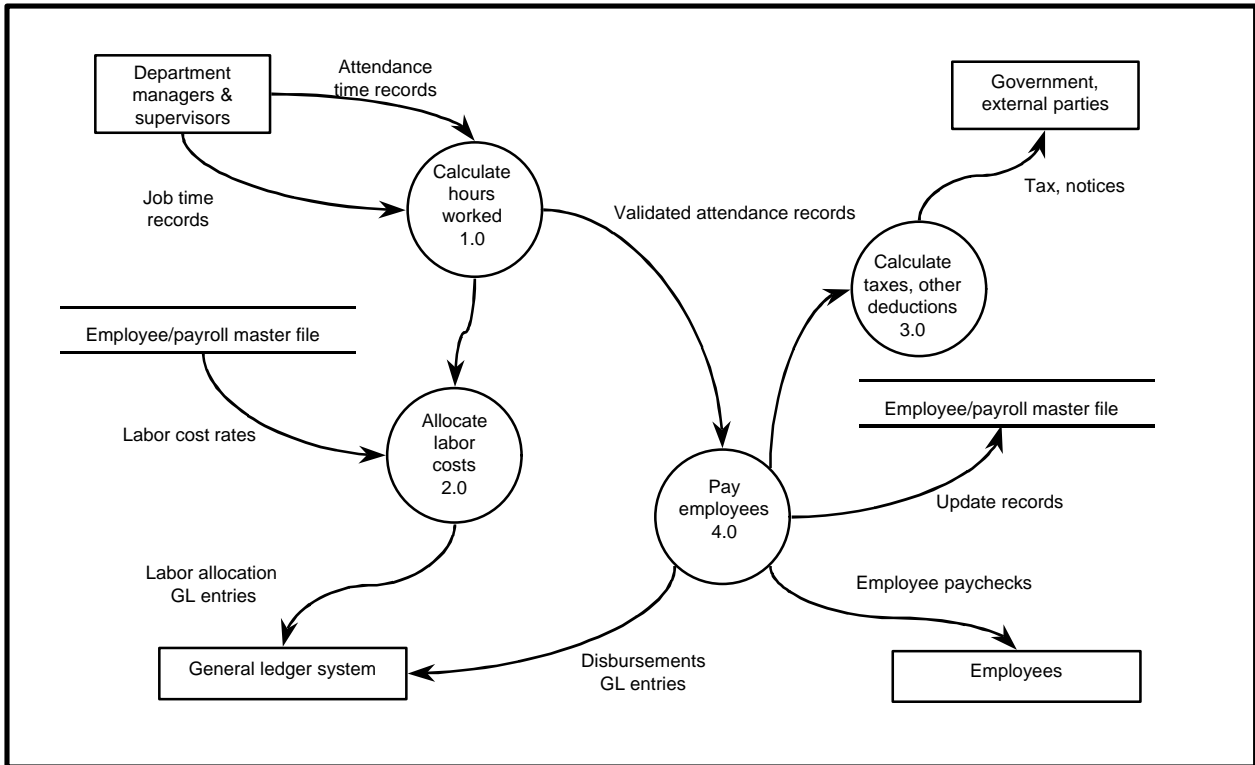 Department
managers &
supervisors
Attendance
time records
Government,
external parties
Job time
records
Calculate
hours
worked
1.0
Validated attendance records
Tax, notices
Calculate
taxes, other
deductions
3.0
Employee/payroll master file
Labor cost rates
Allocate
labor
costs
2.0
Employee/payroll master file
Pay
employees
4.0
Update records
Labor allocation
GL entries
Employee paychecks
General ledger system
Disbursements
GL entries
Employees